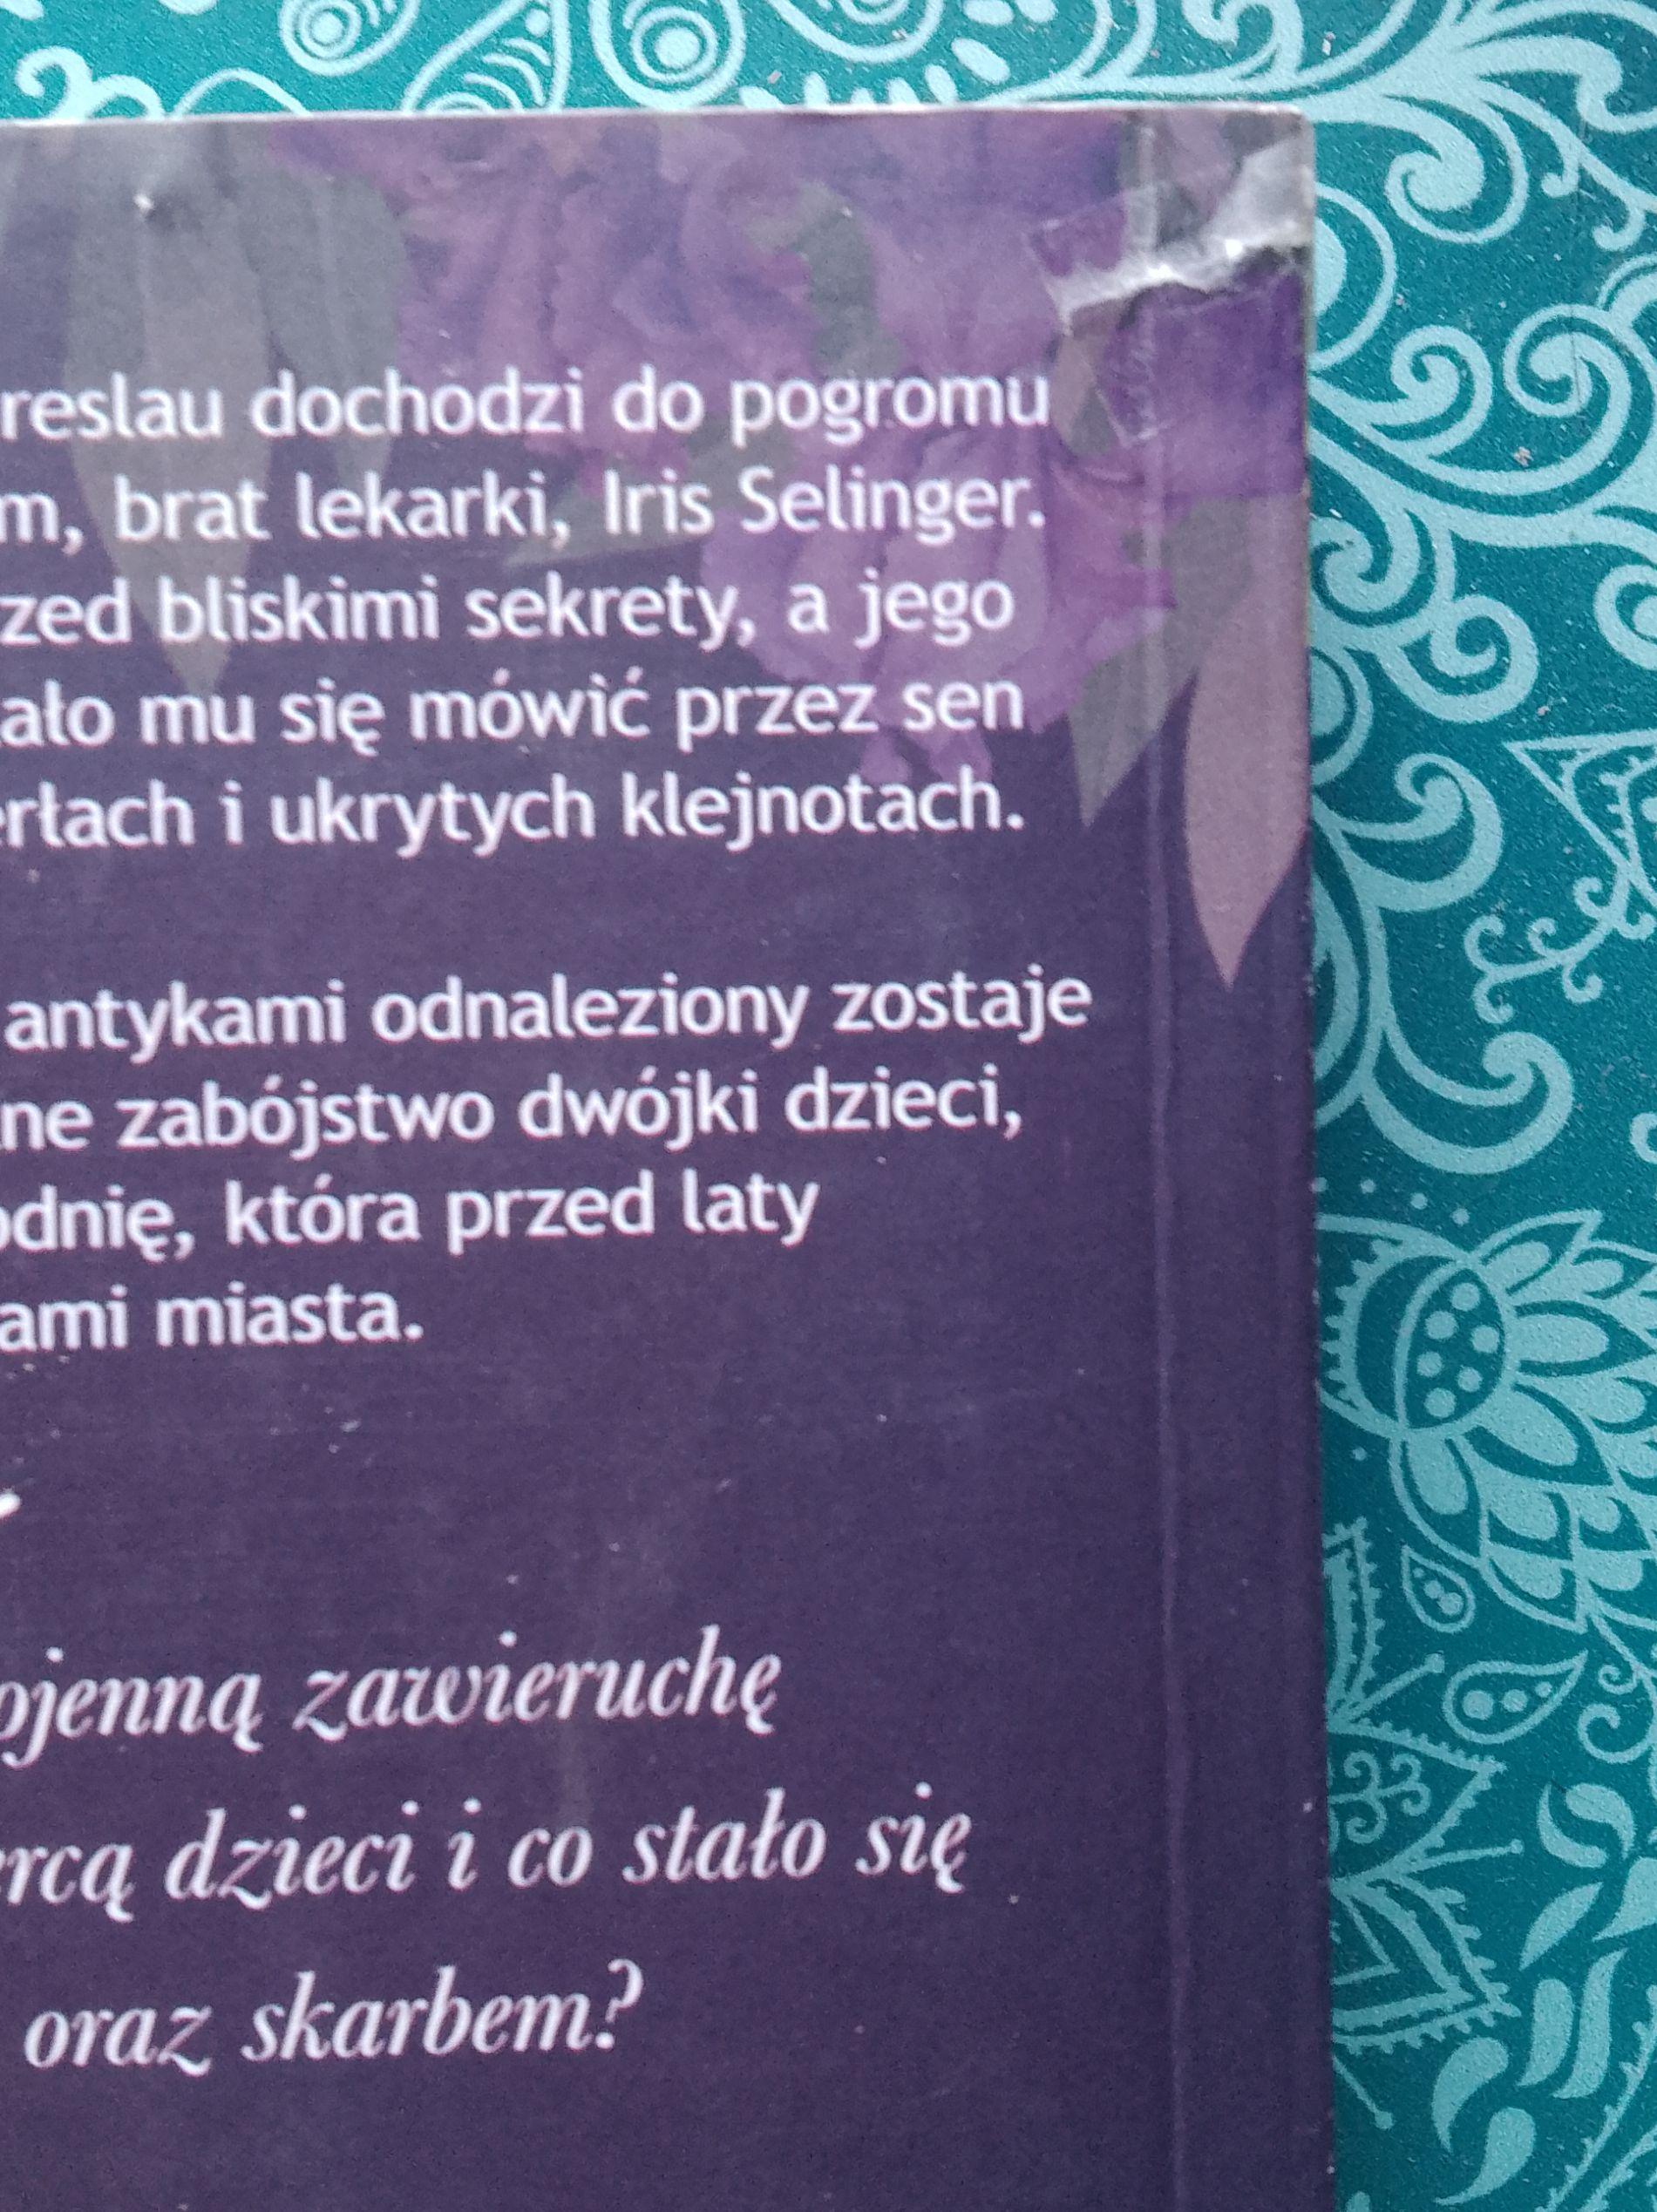 reslau dochodzi do pogromu
m, brat lekarki, Iris Selinger.
zed bliskimi sekrety, a jego
ało mu się mówić przez sen
rłach i ukrytych klejnotach.
antykami odnaleziony zostaje
ne zabójstwo dwójki dzieci,
odnię, która przed laty
ami miasta.
ojenną zawieruchę
rcą dzieci i co stało się
oraz skarbem?